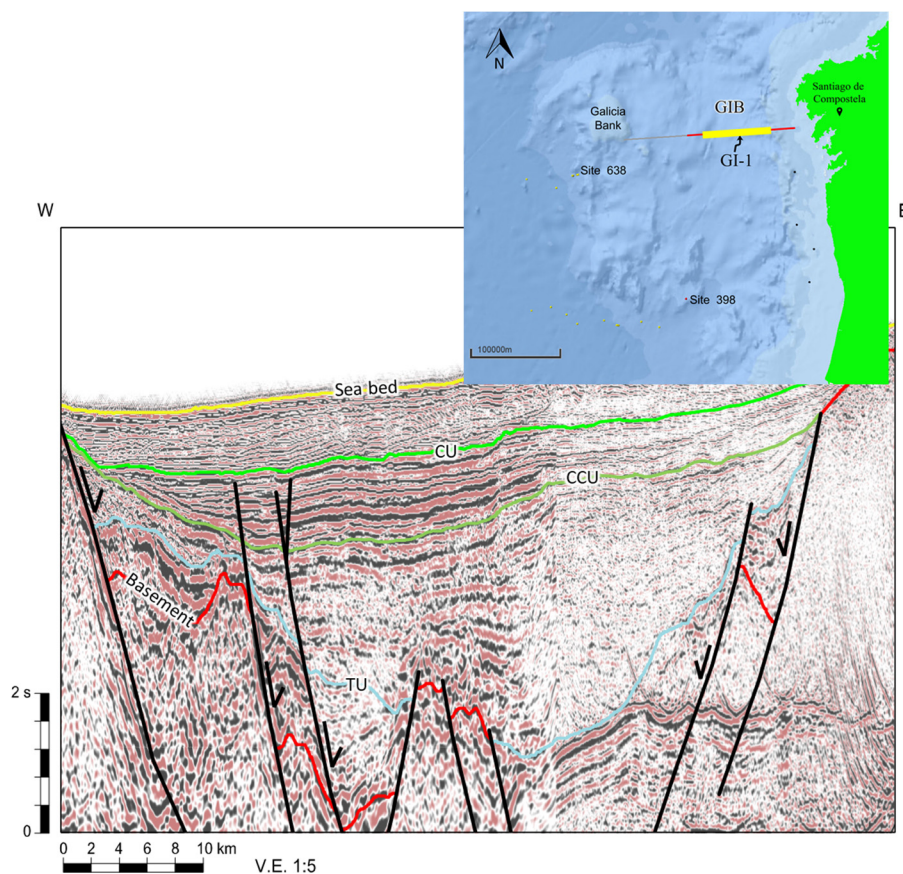 N
Santiago de
Compostela
Galicia
Bank
GIB
GI-1
Site 638
Site 398
100000m
W
E
Sea bed
CU
CCU
Basement
TU
2 s
0
0 2 4 6 8 10 km
V.E. 1:5